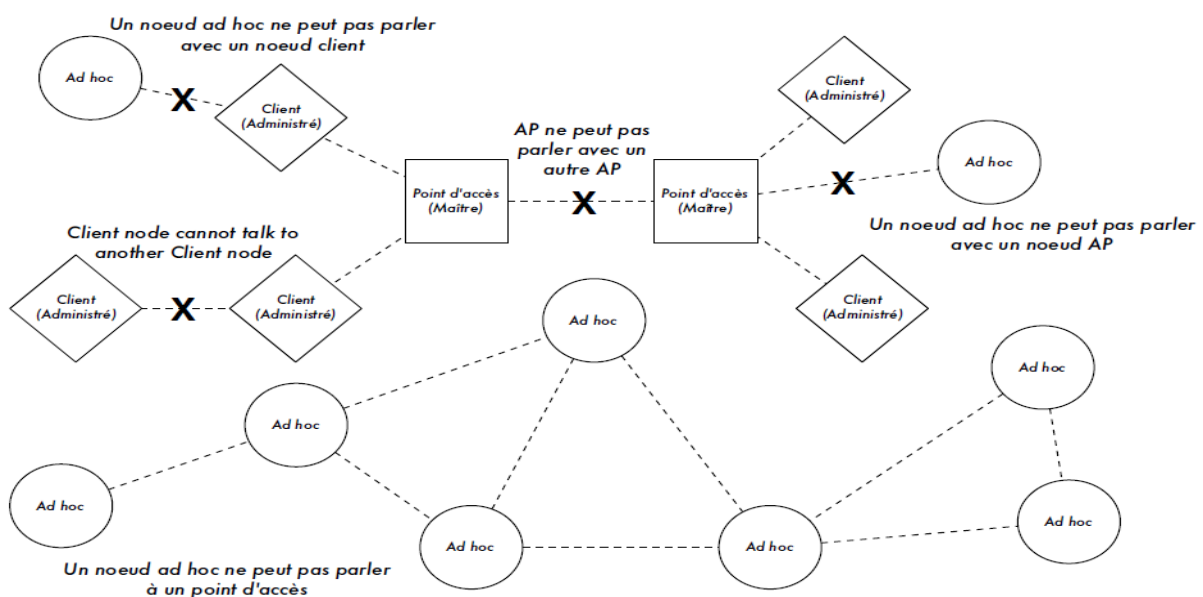 Un noeud ad hoc ne peut pas parler
avec un noeud client
Ad hoc
Client
(Administré)
Client
(Administré)
AP ne peut pas
parler avec un
autre AP
Ad hoc
Point d'accès
(Maître)
Point d'accès
(Maître)
Un noeud ad hoc ne peut pas parler
avec un noeud AP
Client node cannot talk to
another Client node
Client
(Administré)
Client
(Administré)
Client
(Administré)
Ad hoc
Ad hoc
Ad hoc
Ad hoc
Ad hoc
Ad hoc
Ad hoc
Un noeud ad hoc ne peut pas parler
à un point d'accès